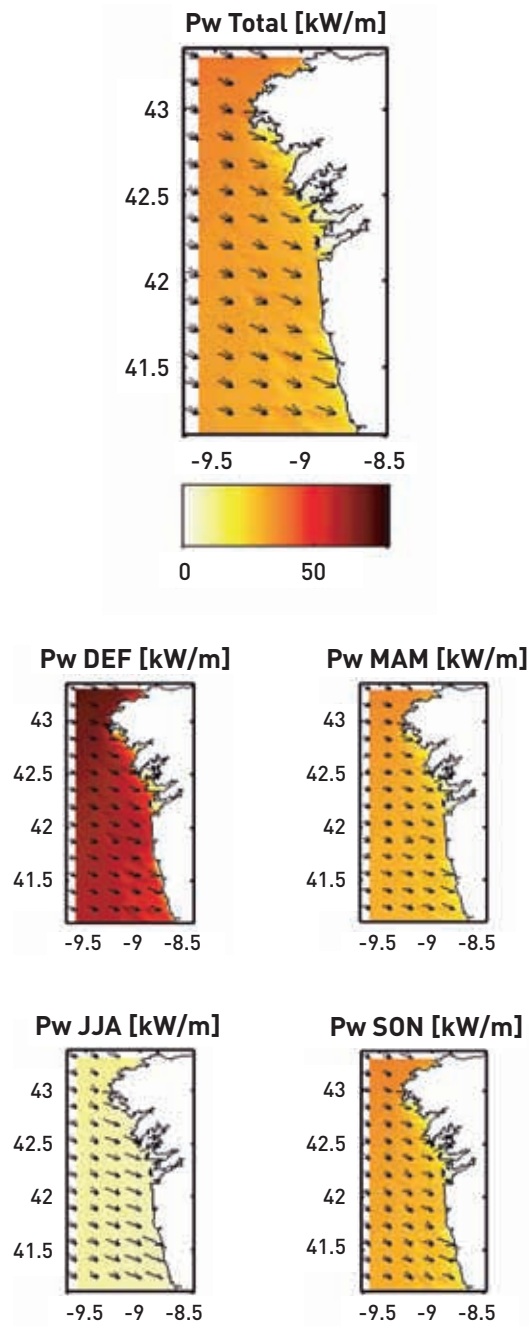 Pw Total [kW/m]
43
42.5
42
41.5
-9.5 -9 -8.5
0 50
Pw DEF [kW/m] Pw MAM [kW/m]
43 43
42.5 42.5
42 42
41.5 41.5
-9.5 -9 -8.5 -9.5 -9 -8.5
Pw JJA [kW/m] Pw SON [kW/m]
43 43
42.5 42.5
42 42
41.5 41.5
-9.5 -9 -8.5 -9.5 -9 -8.5